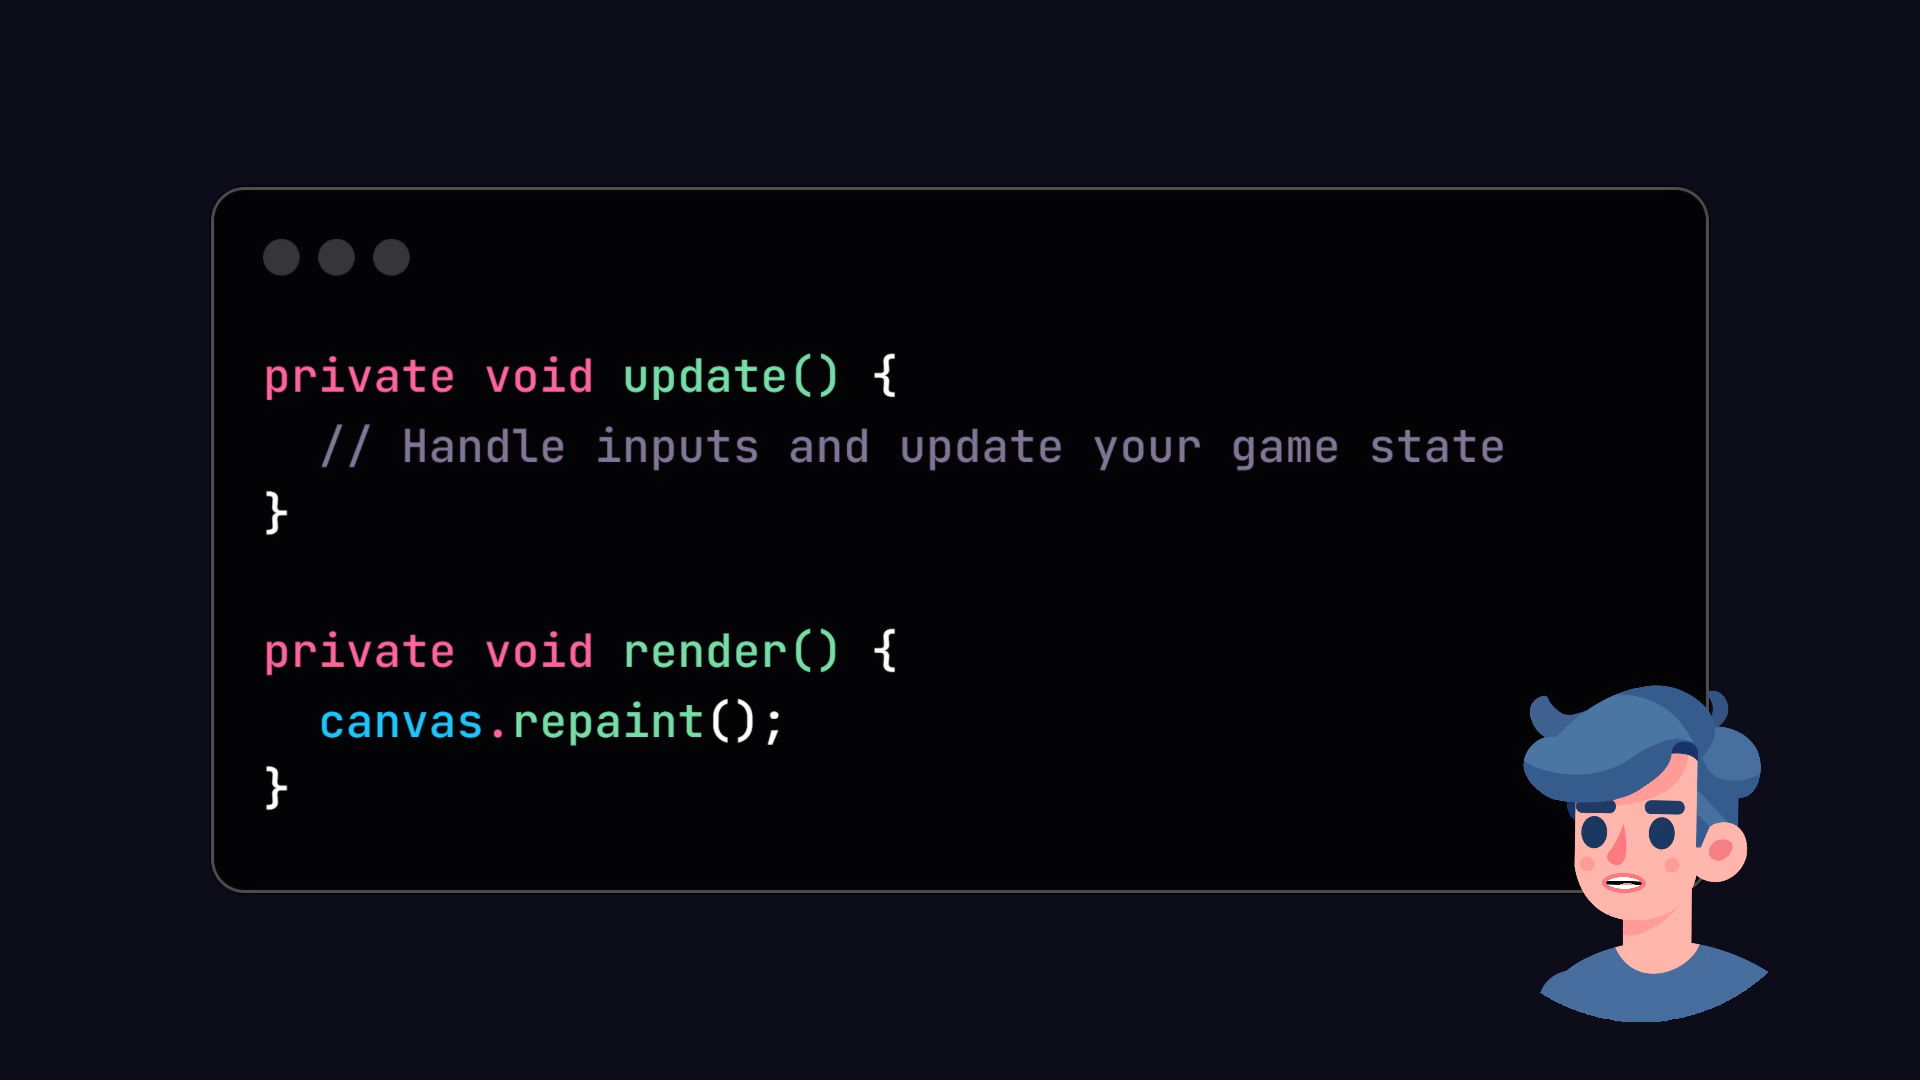 private void update() {
  // Handle inputs and update your game state
}
private void render() {
  canvas.repaint();
}